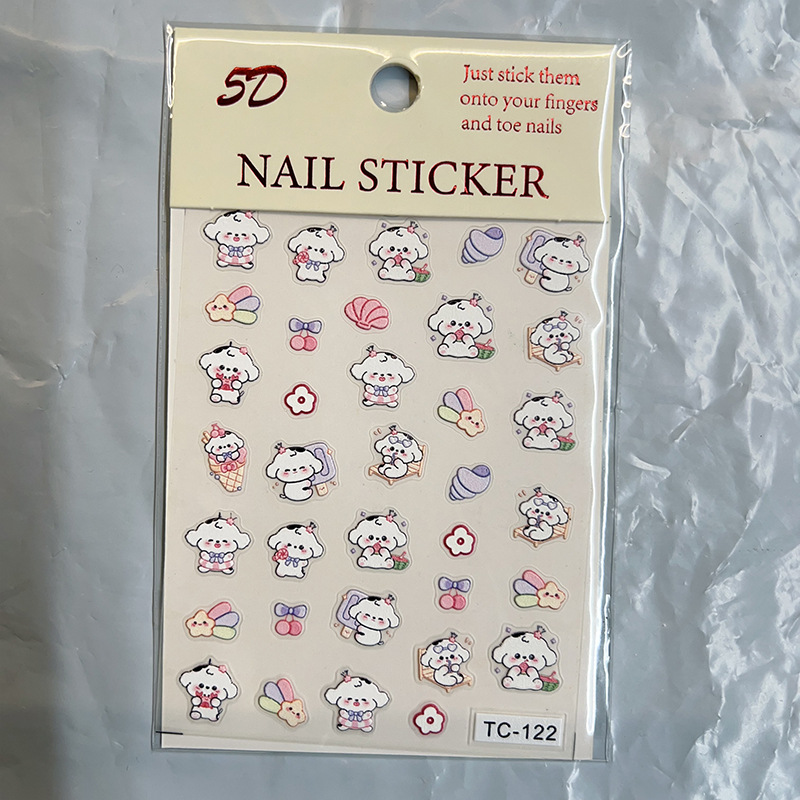 5D
Just stick them
onto your fingers
and toe nails
NAIL STICKER
TC-122